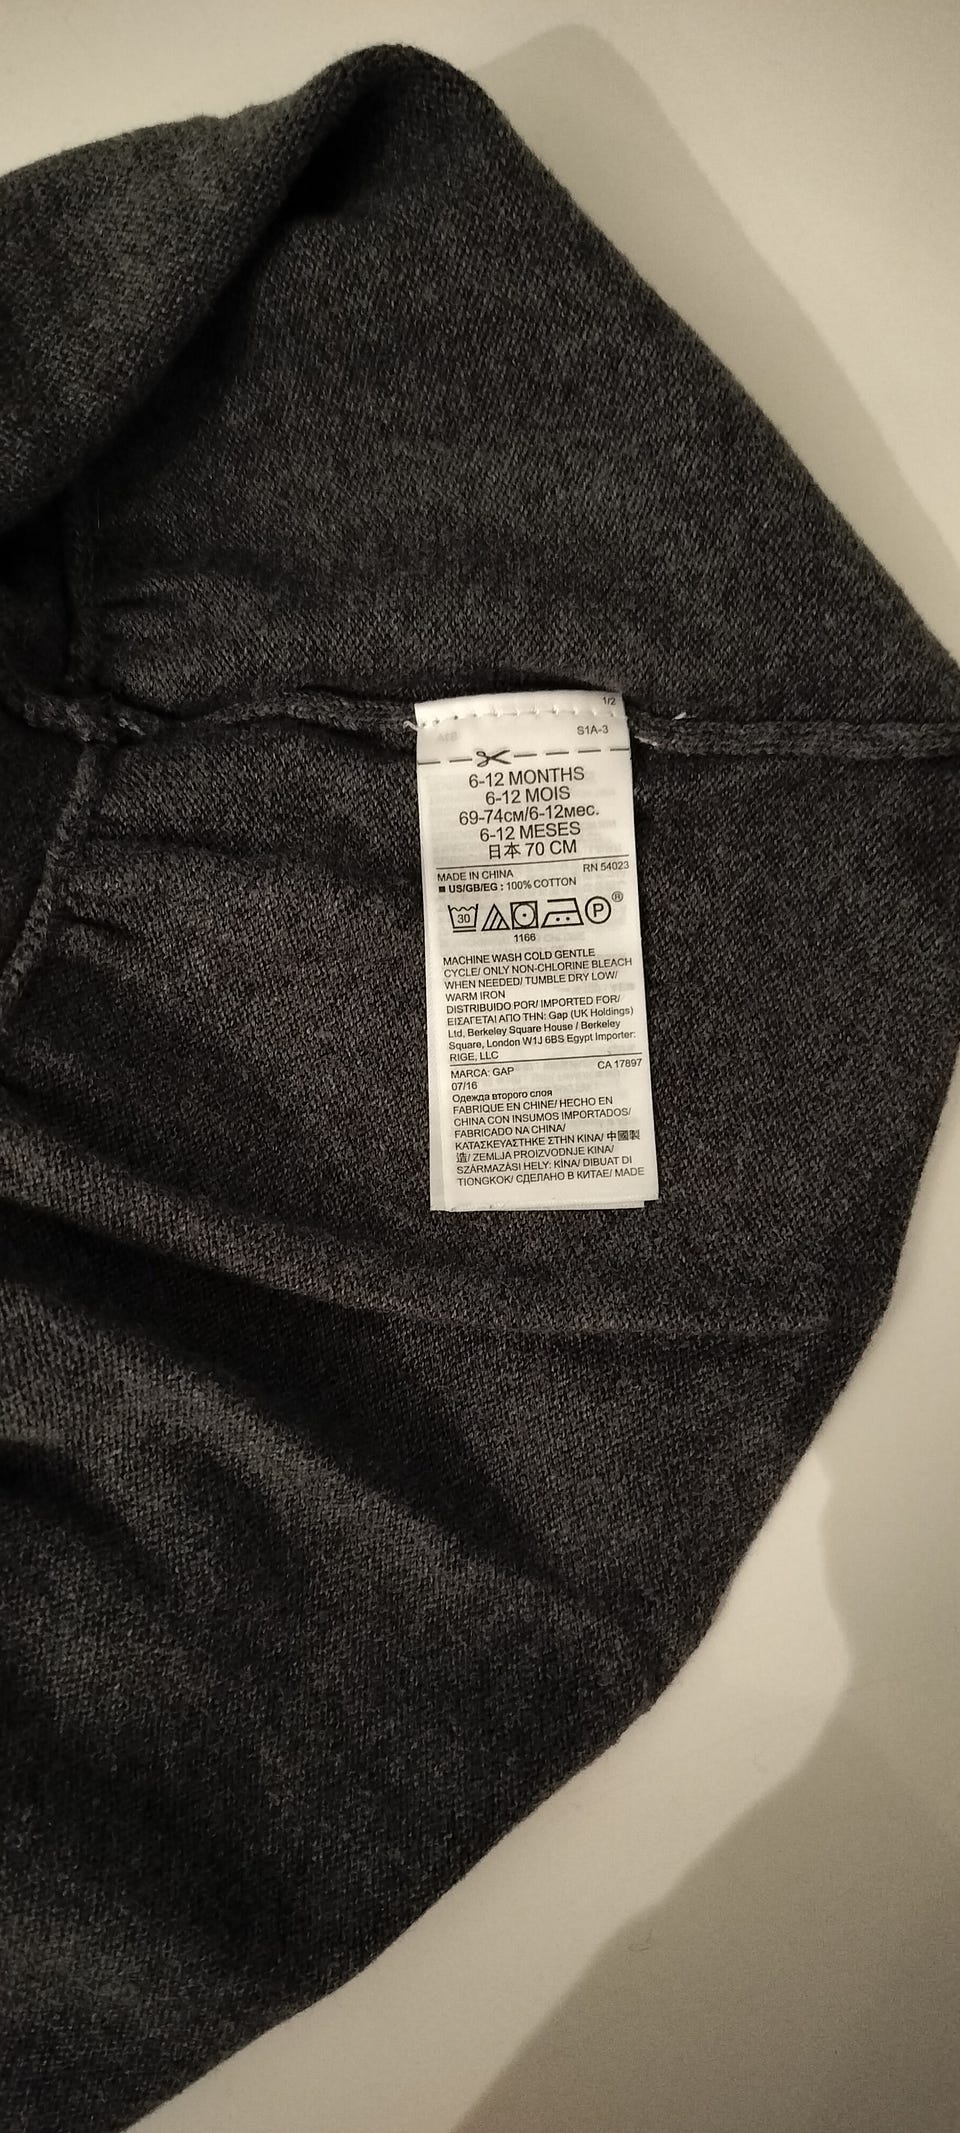 1/2
S1A-3
6-12 MONTHS
6-12 MOIS
69-74см/6-12мес.
6-12 MESES
日本 70 CM
MADE IN CHINA RN 54023
■ US/GB/EG : 100% COTTON
30 P ®
1166
MACHINE WASH COLD GENTLE
CYCLE/ ONLY NON-CHLORINE BLEACH
WHEN NEEDED/ TUMBLE DRY LOW/
WARM IRON
DISTRIBUIDO POR/ IMPORTED FOR/
ΕΙΣΑΓΕΤΑΙ ΑΠΟ ΤΗΝ: Gap (UK Holdings)
Ltd, Berkeley Square House / Berkeley
Square, London W1J 6BS Egypt Importer:
RIGE, LLC
MARCA: GAP CA 17897
07/16
Одежда второго слоя
FABRIQUE EN CHINE/ HECHO EN
CHINA CON INSUMOS IMPORTADOS/
FABRICADO NA CHINA/
ΚΑΤΑΣΚΕΥΑΣΤΗΚΕ ΣΤΗΝ ΚΙΝΑ/ 中國製
造/ ZEMLJA PROIZVODNJE KINA/
SZÁRMAZÁSI HELY: KÍNA/ DIBUAT DI
TIONGKOK/ СДЕЛАНО В КИТАЕ/ MADE